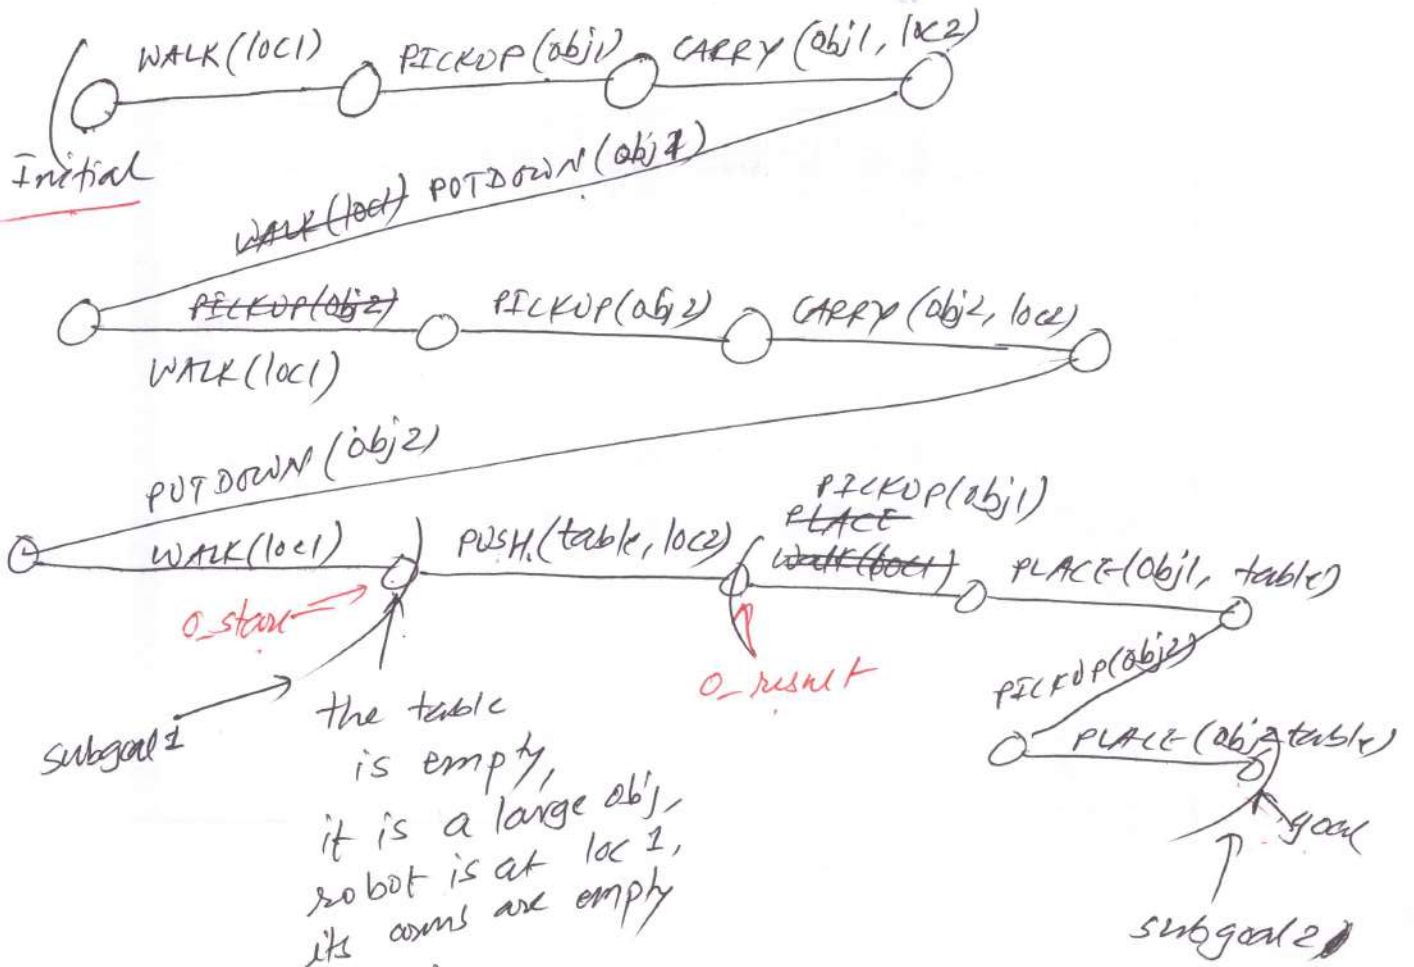 WALK(loc1) PICKUP(obj1) CARRY(obj1, loc2)
Initial
WALK(loc1) PUTDOWN(obj1)
PICKUP(obj2) PICKUP(obj2) CARRY(obj2, loc2)
WALK(loc1)
PUTDOWN(obj2)
PICKUP(obj1)
PLACE
WALK(loc1) PUSH(table, loc2) Walk(loc1) PLACE(obj1, table)
O_start
O_result
PICKUP(obj2)
PLACE(obj2 table)
subgoal 1
the table
is empty,
it is a large obj,
robot is at loc 1,
its arms are empty
goal
subgoal 2